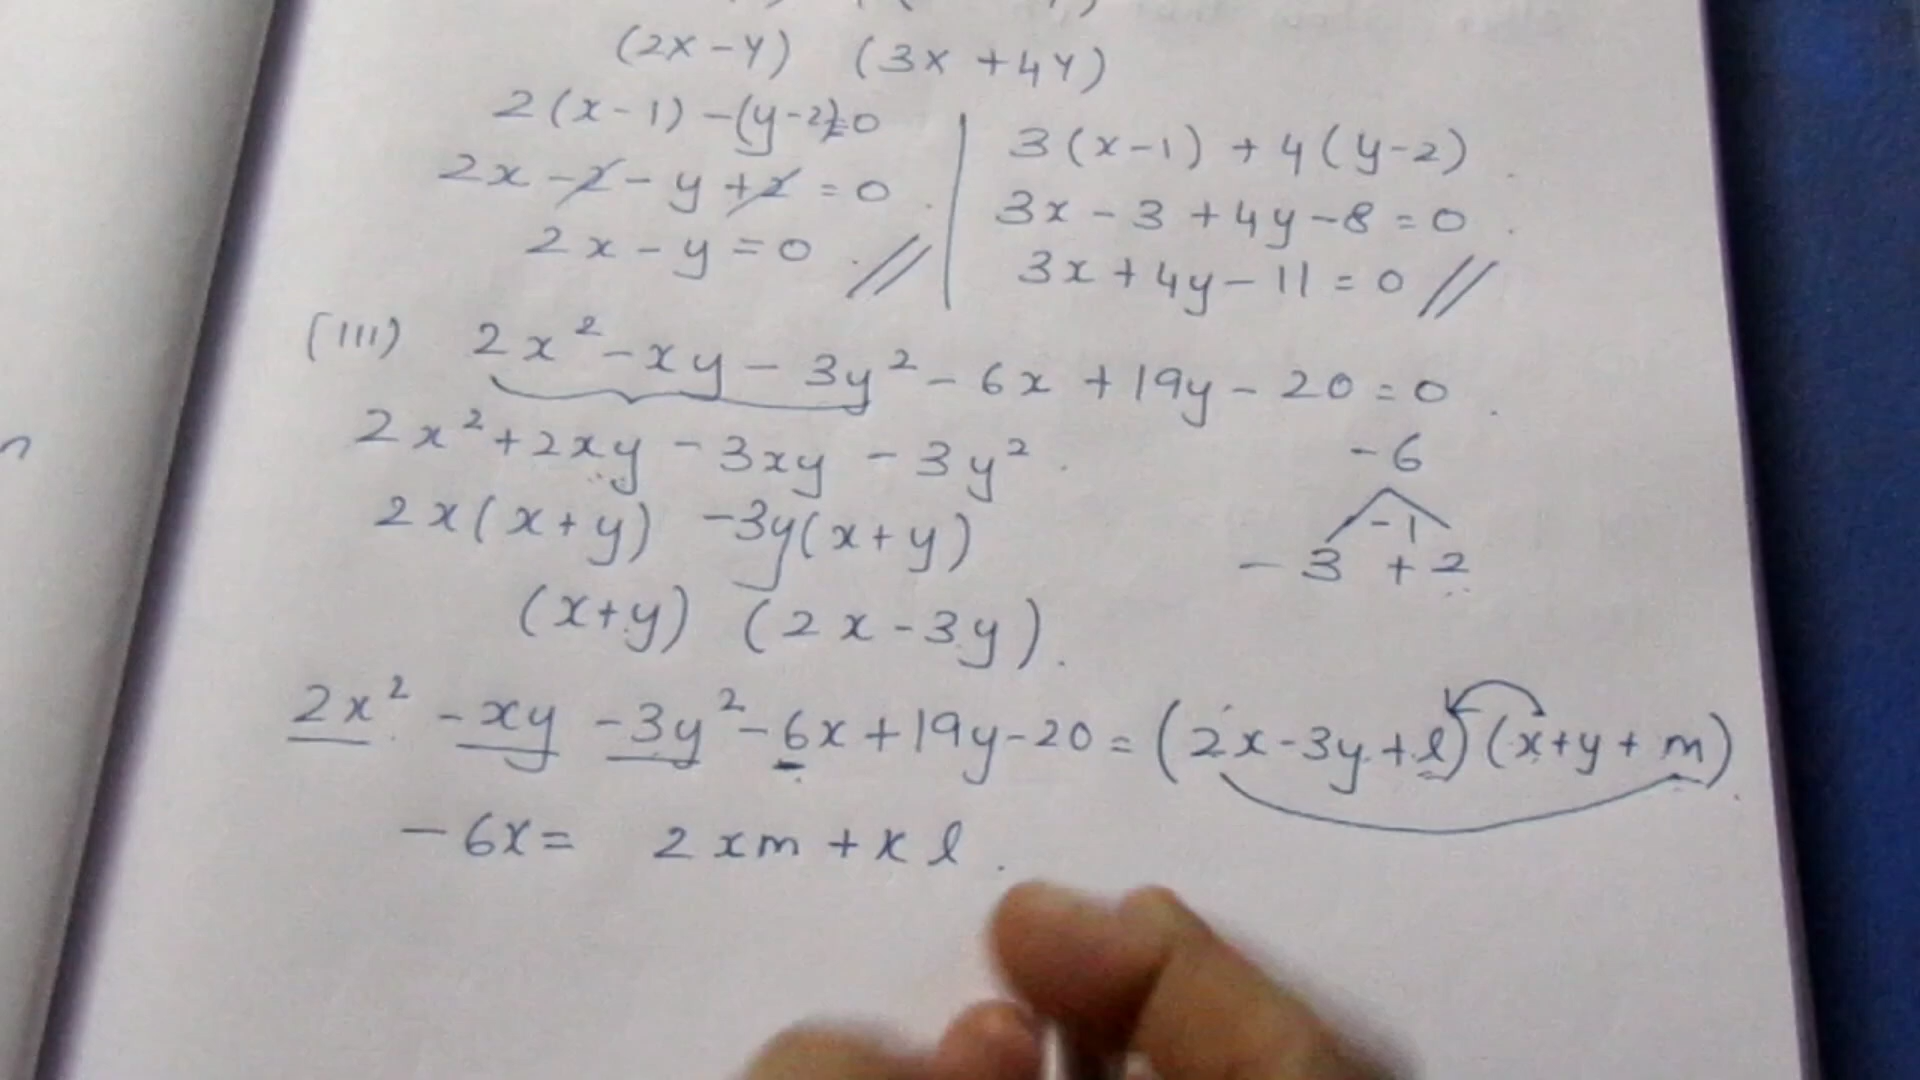 (2x - y) (3x + 4y)
2(x-1) - (y-2) = 0
2x - 2 - y + 2 = 0
2x - y = 0 //
3(x-1) + 4(y-2)
3x - 3 + 4y - 8 = 0
3x + 4y - 11 = 0 //
(111) 2x² - xy - 3y² - 6x + 19y - 20 = 0
2x² + 2xy - 3xy - 3y²
2x(x+y) -3y(x+y)
(x+y) (2x-3y).
-6
-1
-3 +2
2x² - xy - 3y² - 6x + 19y - 20 = (2x - 3y + l)(x + y + m)
-6x = 2xm + xl